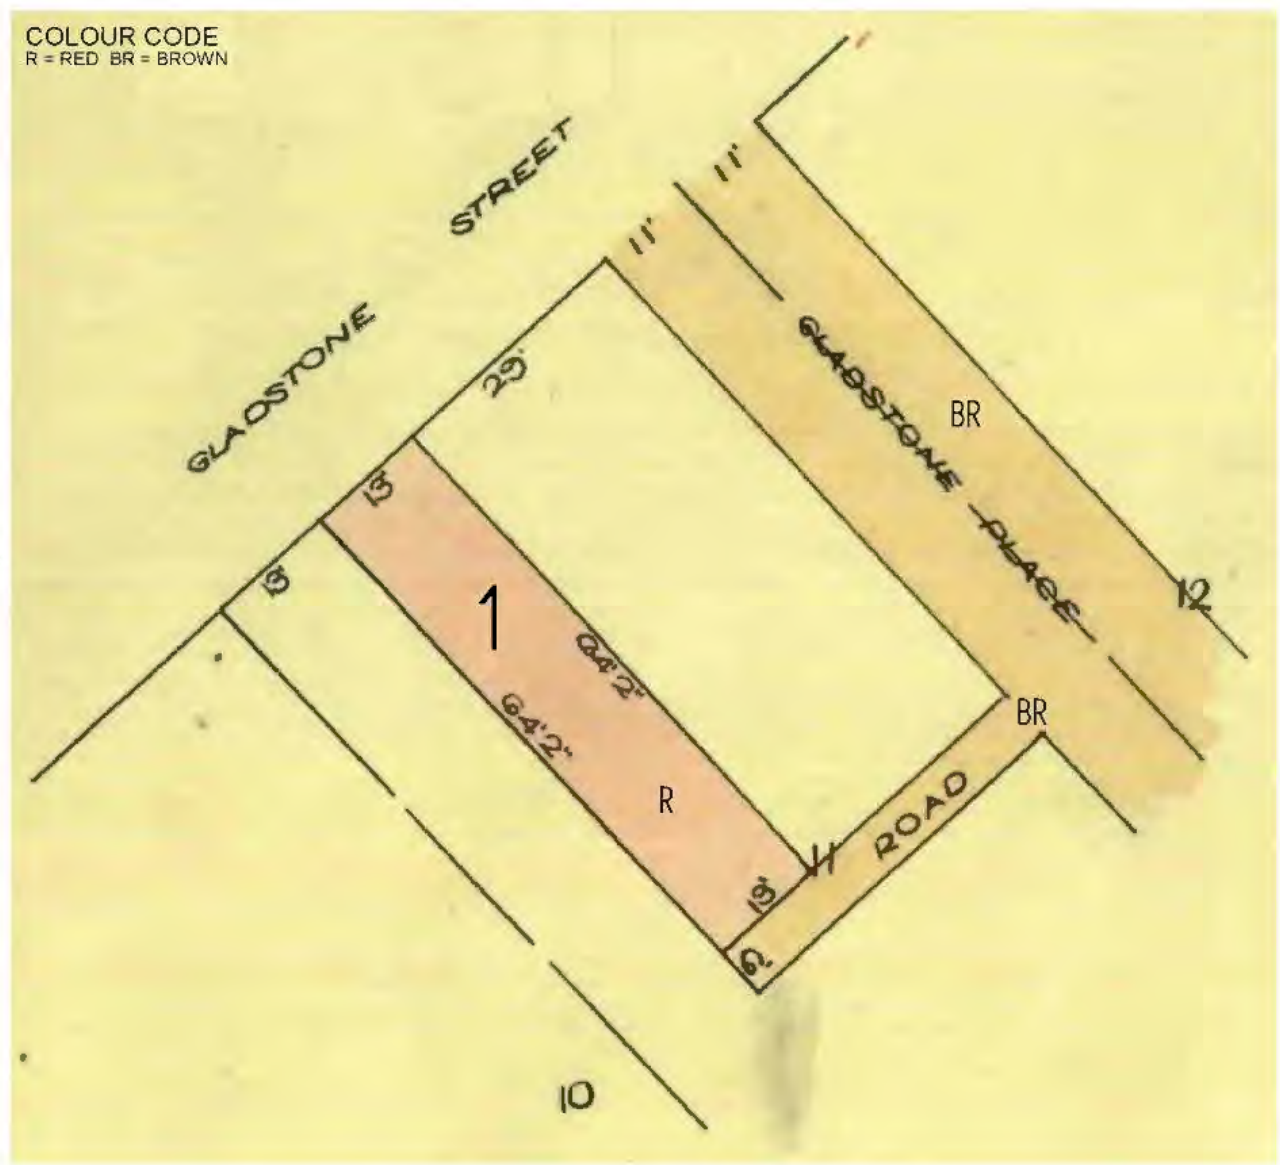 COLOUR CODE
R = RED BR = BROWN
GLADSTONE STREET
11'
11'
29'
13'
13'
GLADSTONE PLACE
BR
12
1
64'2"
64'2"
R
BR
ROAD
13'
10